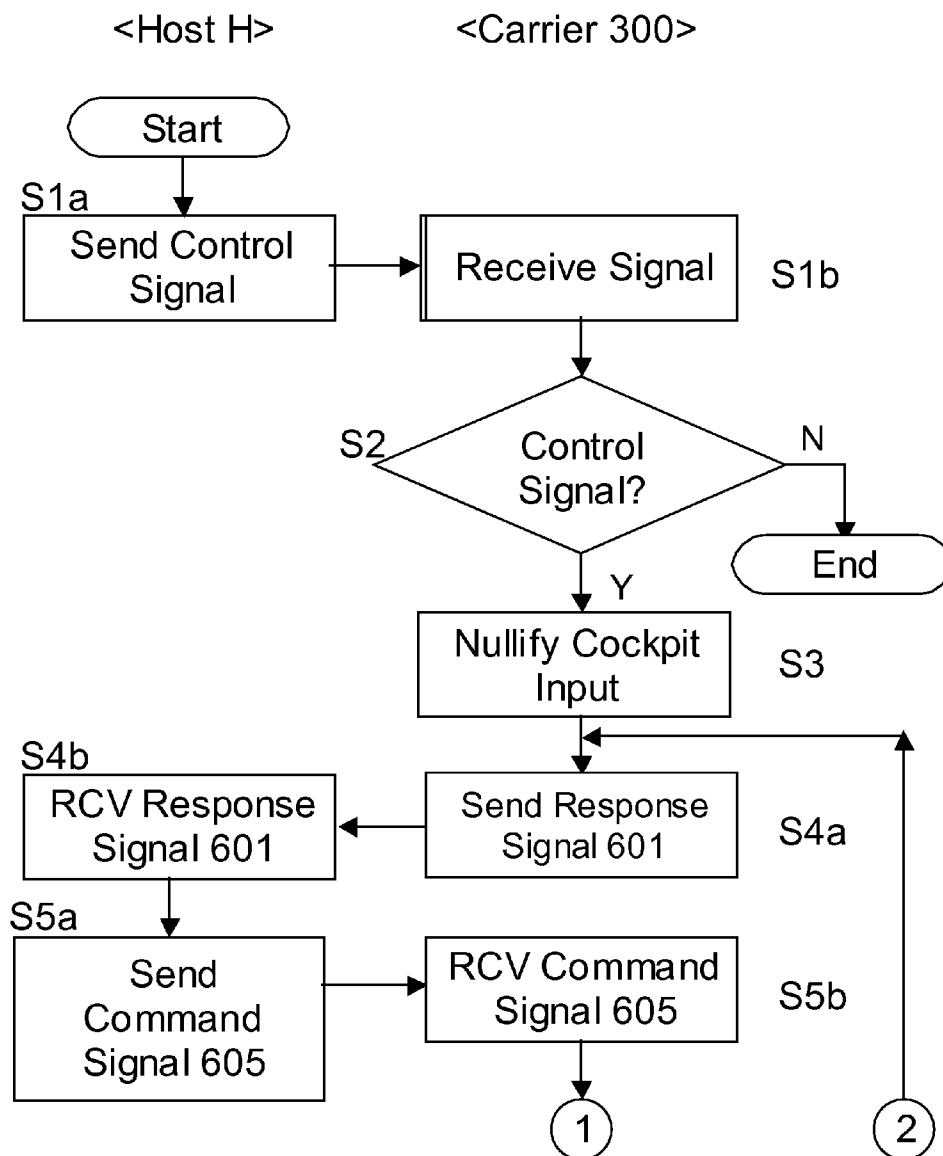 <Host H>
<Carrier 300>
Start
S1a
Send Control
Signal
Receive Signal
S1b
S2
Control
Signal?
N
End
Y
Nullify Cockpit
Input
S3
S4b
RCV Response
Signal 601
Send Response
Signal 601
S4a
S5a
Send
Command
Signal 605
RCV Command
Signal 605
S5b
1
2